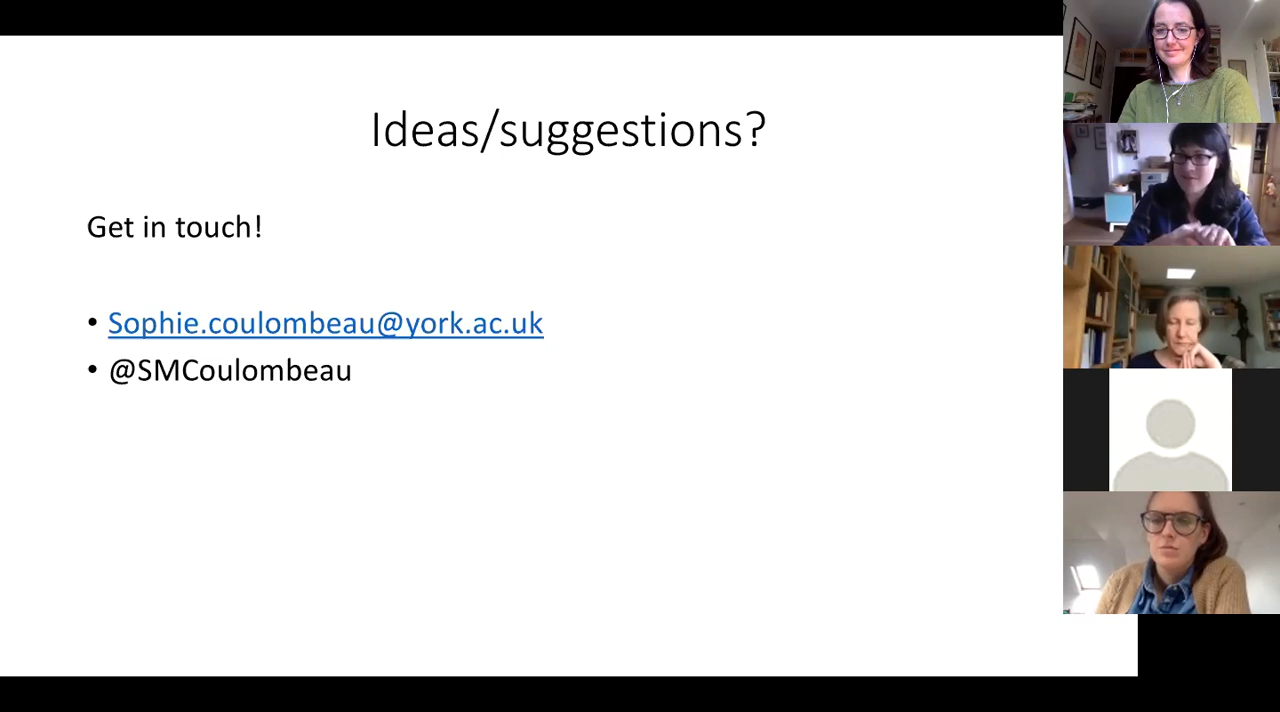 Ideas/suggestions?
Get in touch!
• Sophie.coulombeau@york.ac.uk
• @SMCoulombeau